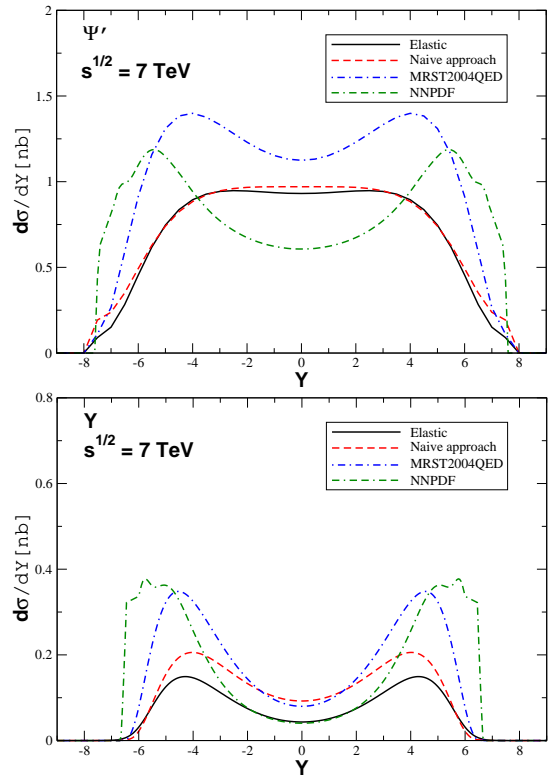 Ψ′
s^1/2 = 7 TeV
Elastic
Naive approach
MRST2004QED
NNPDF
dσ/dY[nb]
2
1.5
1
0.5
0
-8 -6 -4 -2 0 2 4 6 8
Y
Υ
s^1/2 = 7 TeV
Elastic
Naive approach
MRST2004QED
NNPDF
dσ/dY[nb]
0.8
0.6
0.4
0.2
0
-8 -6 -4 -2 0 2 4 6 8
Y